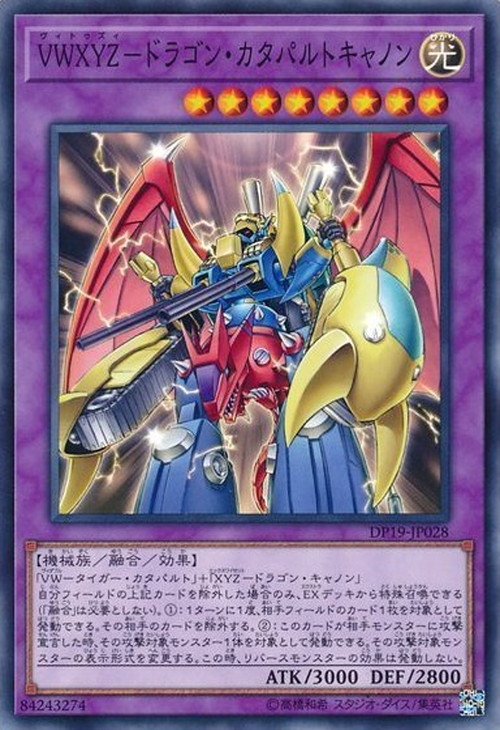 ヴィトゥズィ
VWXYZ－ドラゴン・カタパルトキャノン
ひかり
光
DP19-JP028
【機械族／融合／効果】
「VW－タイガー・カタパルト」+「XYZ－ドラゴン・キャノン」
自分フィールドの上記カードを除外した場合のみ、EXデッキから特殊召喚できる
(「融合」は必要としない)。①：1ターンに1度、相手フィールドのカード1枚を対象として
発動できる。その相手のカードを除外する。②：このカードが相手モンスターに攻撃
宣言した時、その攻撃対象モンスター1体を対象として発動できる。その攻撃対象モン
スターの表示形式を変更する。この時、リバースモンスターの効果は発動しない。
ATK/3000 DEF/2800
84243274
©高橋和希 スタジオ・ダイス/集英社